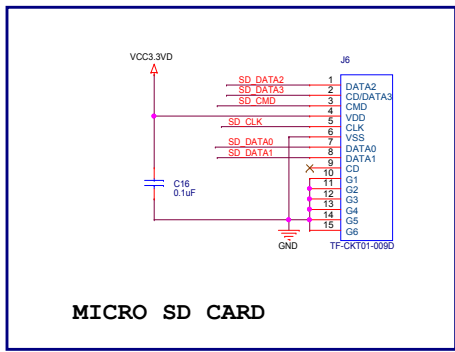 J6
VCC3.3VD
SD_DATA2 1 DATA2
SD_DATA3 2 CD/DATA3
SD_CMD 3 CMD
4 VDD
SD_CLK 5 CLK
6 VSS
SD_DATA0 7 DATA0
SD_DATA1 8 DATA1
9 CD
10 G1
11 G2
12 G3
13 G4
14 G5
15 G6
C16
0.1uF
GND
TF-CKT01-009D
MICRO SD CARD